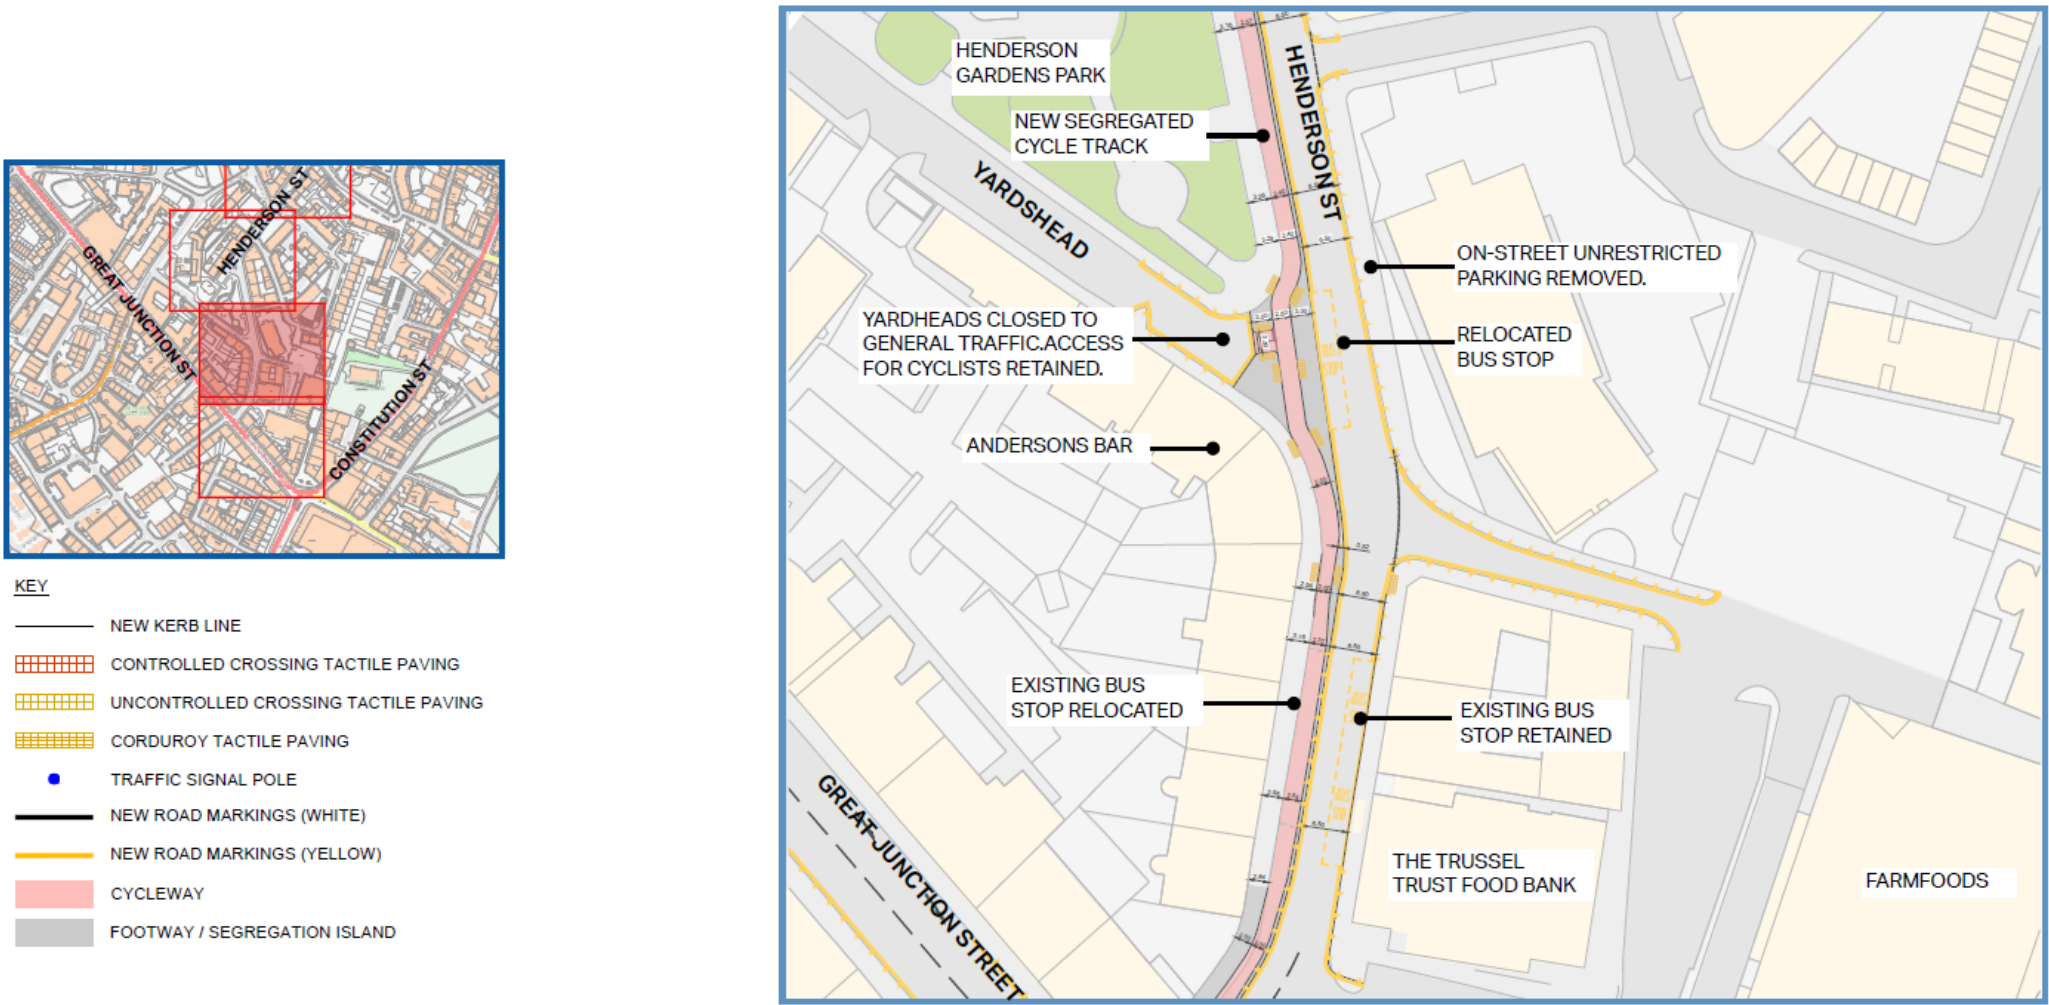 GREAT JUNCTION ST
HENDERSON ST
CONSTITUTION ST
KEY
NEW KERB LINE
CONTROLLED CROSSING TACTILE PAVING
UNCONTROLLED CROSSING TACTILE PAVING
CORDUROY TACTILE PAVING
TRAFFIC SIGNAL POLE
NEW ROAD MARKINGS (WHITE)
NEW ROAD MARKINGS (YELLOW)
CYCLEWAY
FOOTWAY / SEGREGATION ISLAND
HENDERSON
GARDENS PARK
HENDERSON ST
NEW SEGREGATED
CYCLE TRACK
YARDSHEAD
ON-STREET UNRESTRICTED
PARKING REMOVED.
YARDHEADS CLOSED TO
GENERAL TRAFFIC.ACCESS
FOR CYCLISTS RETAINED.
RELOCATED
BUS STOP
BUS
STOP
ANDERSONS BAR
EXISTING BUS
STOP RELOCATED
EXISTING BUS
STOP RETAINED
GREAT JUNCTION STREET
THE TRUSSEL
TRUST FOOD BANK
FARMFOODS